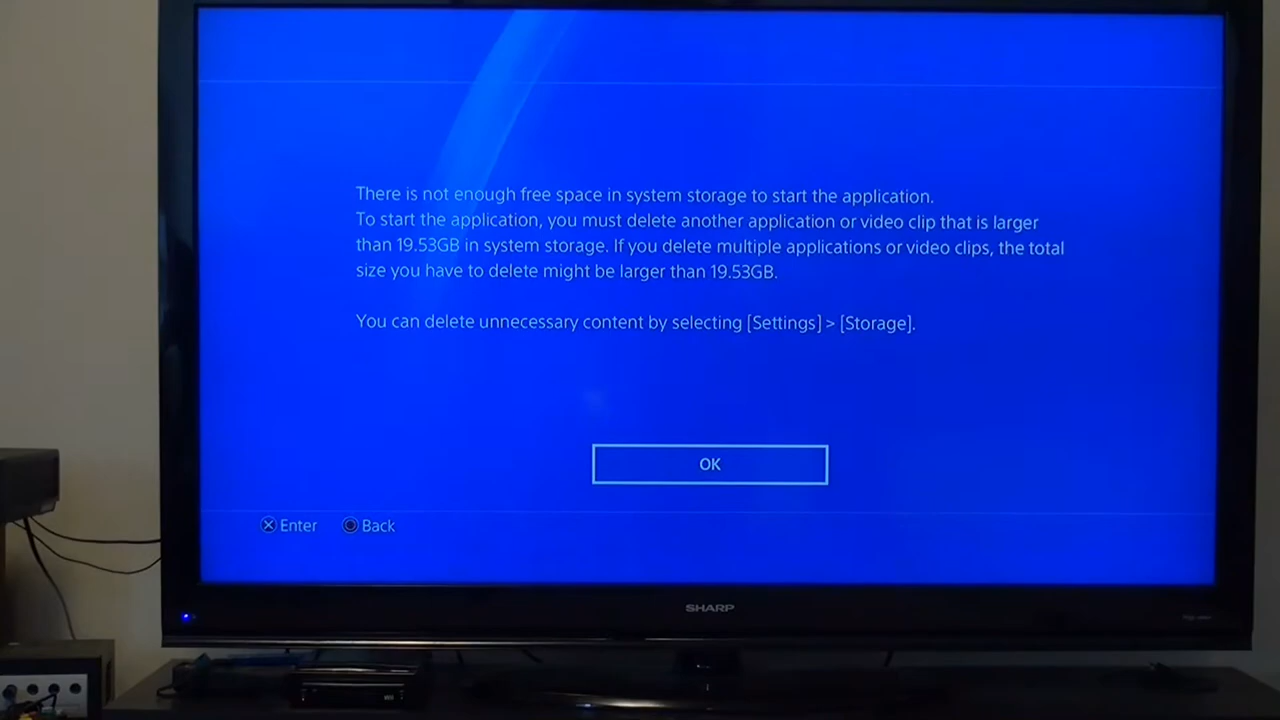 There is not enough free space in system storage to start the application.
To start the application, you must delete another application or video clip that is larger
than 19.53GB in system storage. If you delete multiple applications or video clips, the total
size you have to delete might be larger than 19.53GB.
You can delete unnecessary content by selecting [Settings] > [Storage].
OK
Enter Back
SHARP